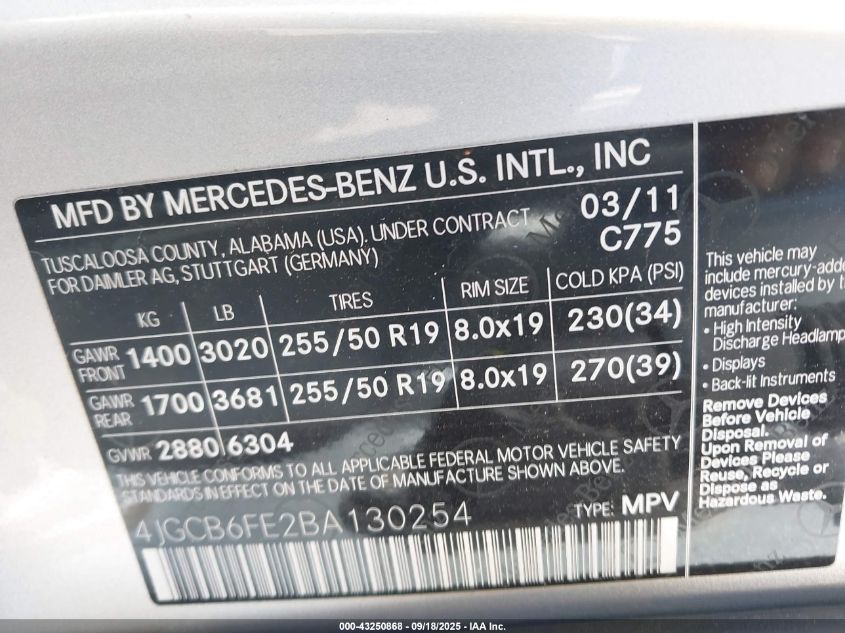 MFD BY MERCEDES-BENZ U.S. INTL., INC
TUSCALOOSA COUNTY, ALABAMA (USA), UNDER CONTRACT
FOR DAIMLER AG, STUTTGART (GERMANY)
03/11
C775
KG LB TIRES RIM SIZE COLD KPA (PSI)
GAWR FRONT 1400 3020 255/50 R19 8.0x19 230(34)
GAWR REAR 1700 3681 255/50 R19 8.0x19 270(39)
GVWR 2880 6304
THIS VEHICLE CONFORMS TO ALL APPLICABLE FEDERAL MOTOR VEHICLE SAFETY
STANDARDS IN EFFECT ON THE DATE OF MANUFACTURE SHOWN ABOVE.
4JGCB6FE2BA130254 TYPE: MPV
This vehicle may
include mercury-adde
devices installed by t
manufacturer:
• High Intensity
Discharge Headlamp
• Displays
• Back-lit Instruments
Remove Devices
Before Vehicle
Disposal.
Upon Removal of
Devices Please
Reuse, Recycle or
Dispose as
Hazardous Waste.
000-43250868 - 09/18/2025 - IAA Inc.